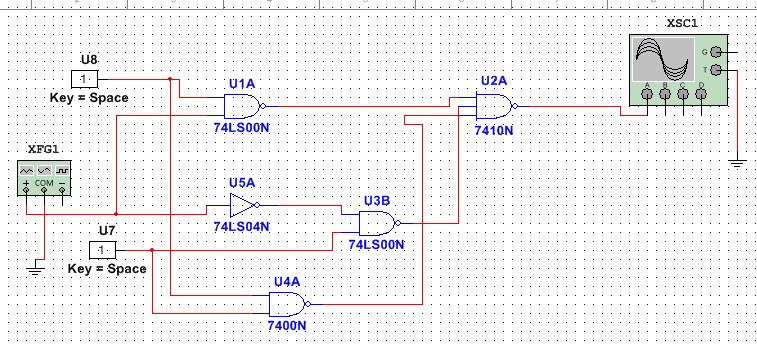 XSC1
G
T
A B C D
U8
1
Key = Space
U1A
74LS00N
U2A
7410N
XFG1
+ COM −
U5A
74LS04N
U3B
74LS00N
U7
1
Key = Space
U4A
7400N